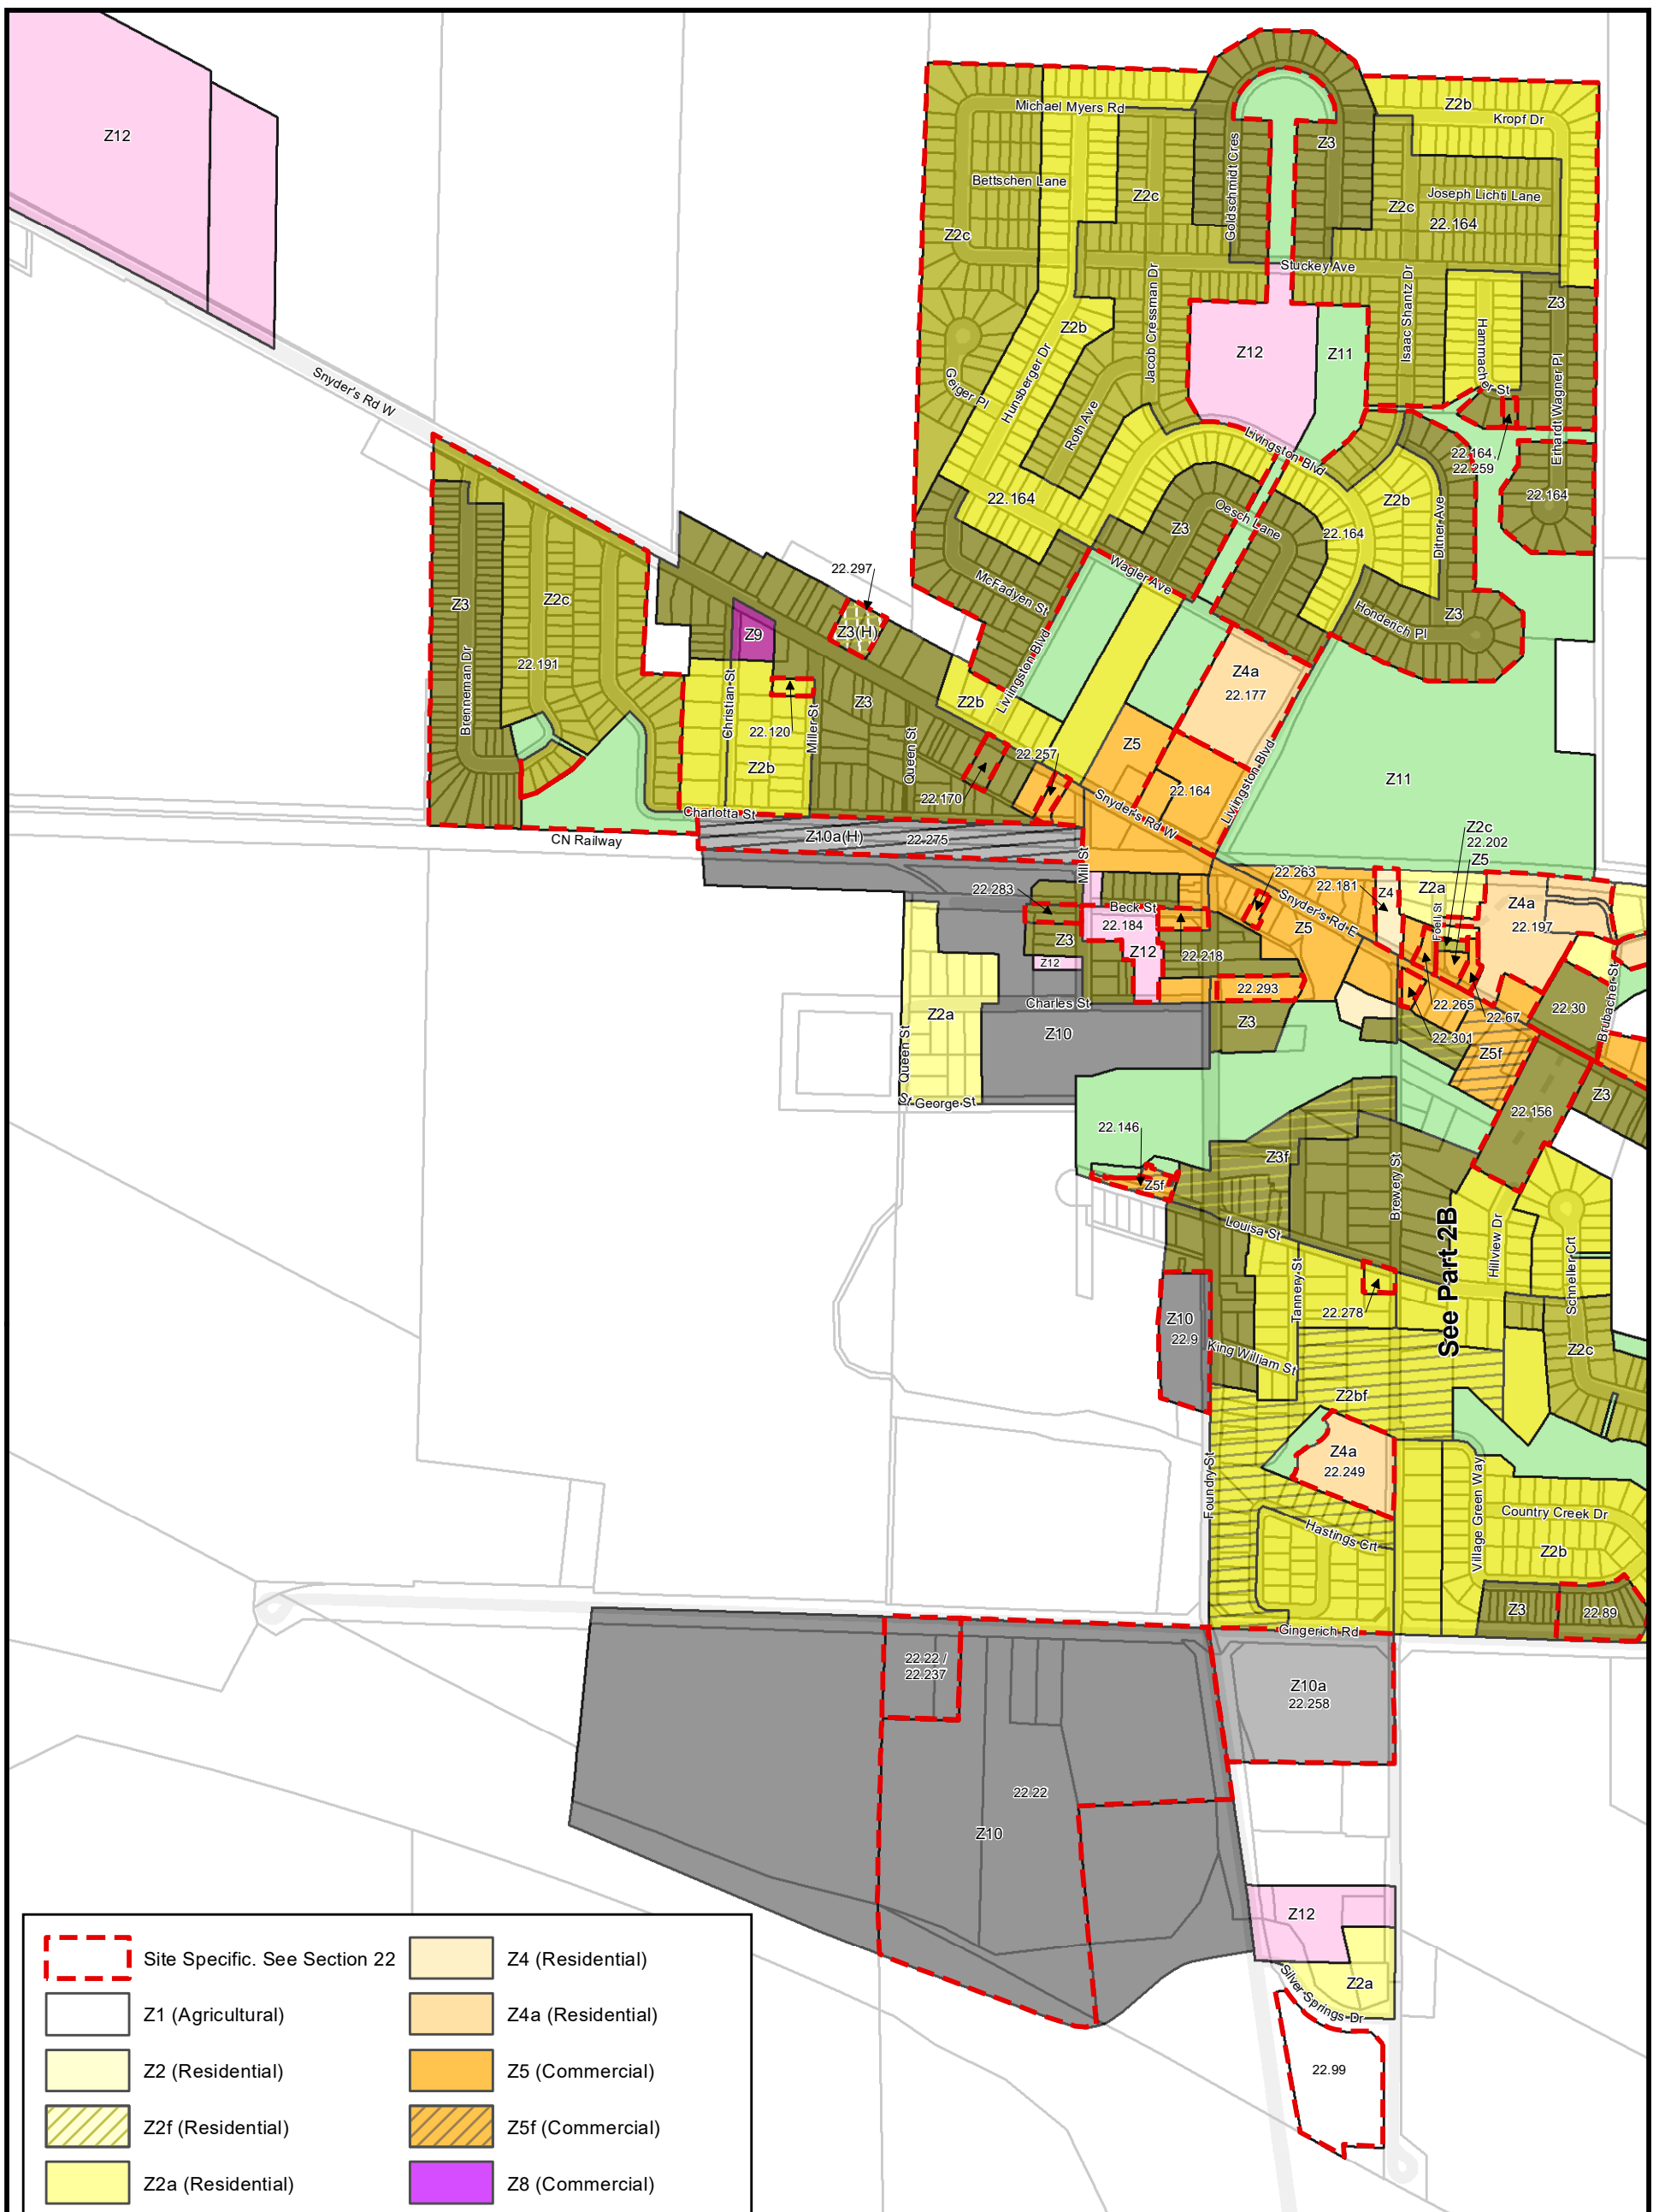 Z12
Michael Myers Rd
Z2b
Kropf Dr
Z3
Goldschmidt Cres
Bettschen Lane
Z2c
Z2c
Joseph Lichti Lane
22.164
Z2c
Stuckey Ave
Jacob Cressman Dr
Isaac Shantz Dr
Z3
Z2b
Hammacher St
Z12
Z11
Erhardt Wagner Pl
Snyder's Rd W
Geiger Pl
Hunsberger Dr
Roth Ave
Livingston Blvd
22.164,
22.259
22.164
22.164
Z2b
Oesch Lane
Z3
22.164
Ditner Ave
22.297
Wagler Ave
McFadyen St
Z3
Z2c
Z9
Z3(H)
Honderich Pl
Z3
22.191
Brenneman Dr
Christian St
Z4a
22.177
Z3
Z2b
Livingston Blvd
22.120
Miller St
Queen St
Z5
22.257
Z2b
22.170
22.164
Livingston Blvd
Z11
Charlotta St
Snyder's Rd W
CN Railway
Z10a(H)
22.275
Mill St
Z2c
22.202
Z5
22.263
22.181
Z4
Z2a
22.283
Beck St
22.184
Snyder's Rd E
Foell St
Z4a
22.197
Z5
Z3
Z12
Z12
22.218
22.293
22.265
22.67
22.30
Brubacher St
Charles St
Z2a
Z10
Z3
22.301
Z5f
Queen St
St George St
Z3
22.156
22.146
Z3f
Z5f
Brewery St
Louisa St
See Part 2B
Hillview Dr
Schneller Crt
Tannery St
22.278
Z10
22.9
King William St
Z2c
Z2bf
Z4a
22.249
Foundry St
Village Green Way
Country Creek Dr
Hastings Crt
Z2b
Z3
22.89
Gingerich Rd
22.22 /
22.237
Z10a
22.258
22.22
Z10
Z12
Z2a
Silver Springs Dr
22.99
Site Specific. See Section 22
Z4 (Residential)
Z1 (Agricultural)
Z4a (Residential)
Z2 (Residential)
Z5 (Commercial)
Z2f (Residential)
Z5f (Commercial)
Z2a (Residential)
Z8 (Commercial)